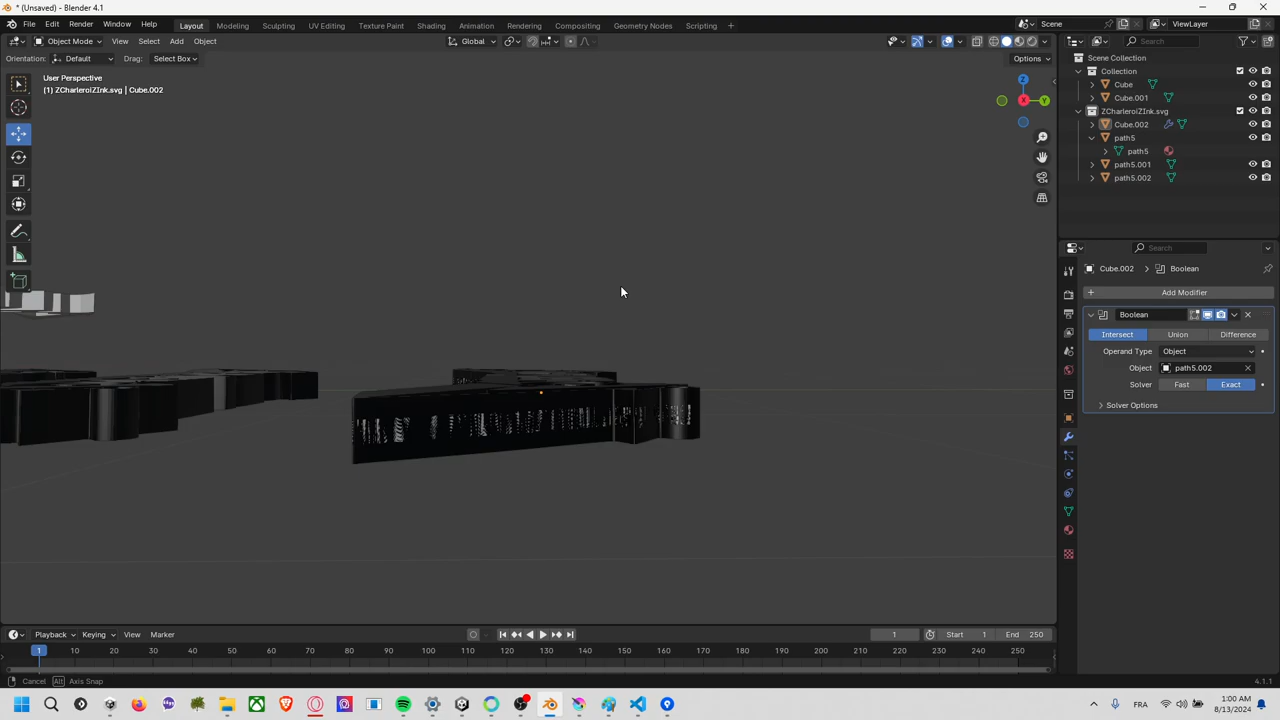 * (Unsaved) - Blender 4.1
File Edit Render Window Help Layout Modeling Sculpting UV Editing Texture Paint Shading Animation Rendering Compositing Geometry Nodes Scripting + Scene ViewLayer
Object Mode View Select Add Object Global Search
Orientation: Default Drag: Select Box Options
User Perspective
(1) ZCharleroiZInk.svg | Cube.002
Z
Y
X
Scene Collection
Collection
Cube
Cube.001
ZCharleroiZInk.svg
Cube.002
path5
path5
path5.001
path5.002
Search
Cube.002 > Boolean
+ Add Modifier
Boolean
Intersect Union Difference
Operand Type Object
Object path5.002
Solver Fast Exact
Solver Options
Playback Keying View Marker 1 Start 1 End 250
1 10 20 30 40 50 60 70 80 90 100 110 120 130 140 150 160 170 180 190 200 210 220 230 240 250
Cancel Alt Axis Snap 4.1.1
FRA 1:00 AM
8/13/2024